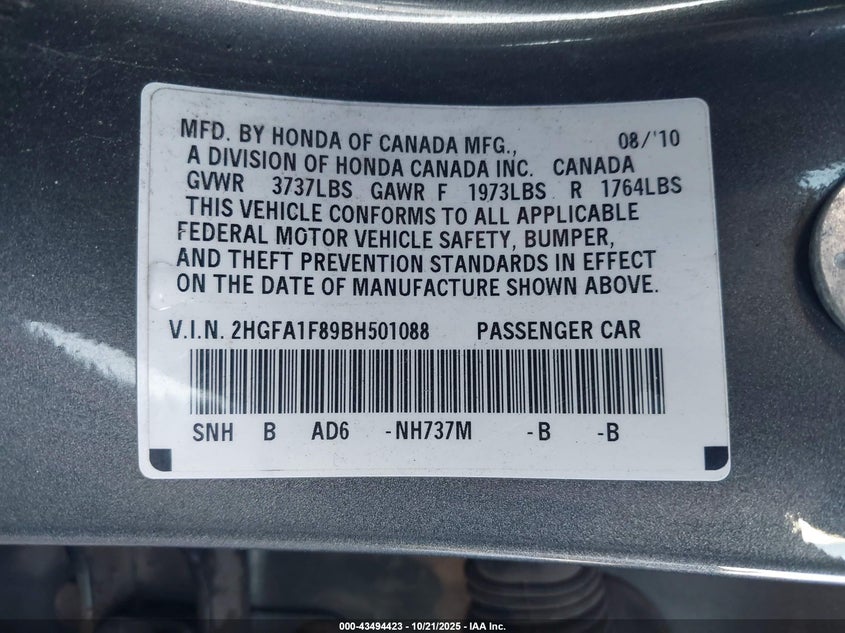 MFD. BY HONDA OF CANADA MFG., 08/'10
A DIVISION OF HONDA CANADA INC. CANADA
GVWR 3737LBS GAWR F 1973LBS R 1764LBS
THIS VEHICLE CONFORMS TO ALL APPLICABLE
FEDERAL MOTOR VEHICLE SAFETY, BUMPER,
AND THEFT PREVENTION STANDARDS IN EFFECT
ON THE DATE OF MANUFACTURE SHOWN ABOVE.
V.I.N. 2HGFA1F89BH501088 PASSENGER CAR
SNH B AD6 -NH737M -B -B
000-43494423 - 10/21/2025 - IAA Inc.